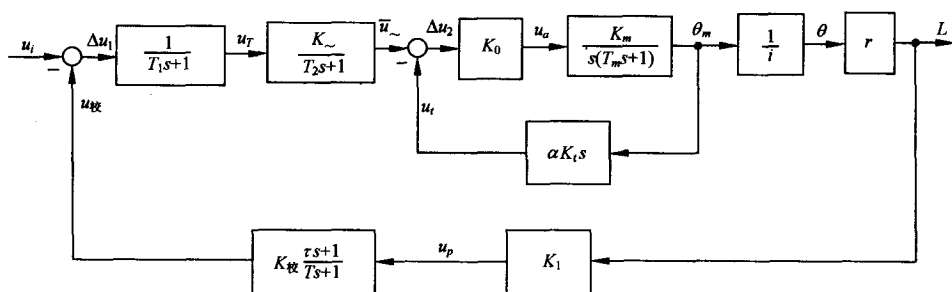 u_i
−
Δu_1
1/(T_1s+1)
u_T
K_~/(T_2s+1)
u̅_~
−
Δu_2
K_0
u_a
K_m/(s(T_ms+1))
θ_m
1/i
θ
r
L
u_校
u_t
αK_ts
K_校 (τs+1)/(Ts+1)
u_p
K_1